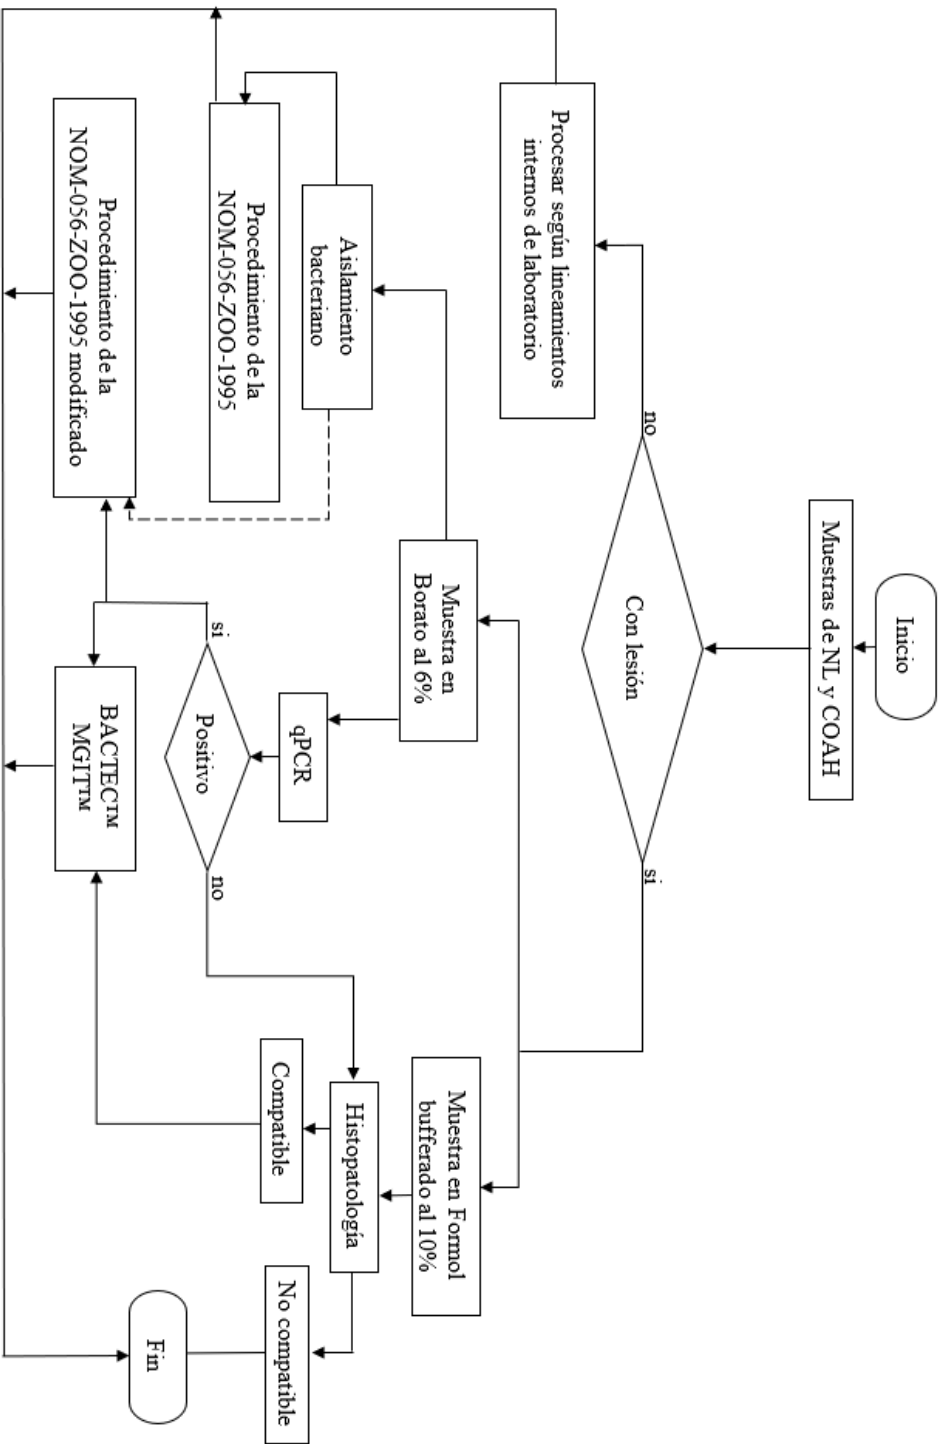 Inicio
Muestras de NL y COAH
Con lesión
no
si
Procesar según lineamientos
internos de laboratorio
Muestra en
Borato al 6%
Muestra en Formol
bufferado al 10%
Aislamiento
bacteriano
qPCR
Histopatología
Procedimiento de la
NOM-056-ZOO-1995
Positivo
si
no
Compatible
No compatible
Procedimiento de la
NOM-056-ZOO-1995 modificado
BACTEC™
MGIT™
Fin